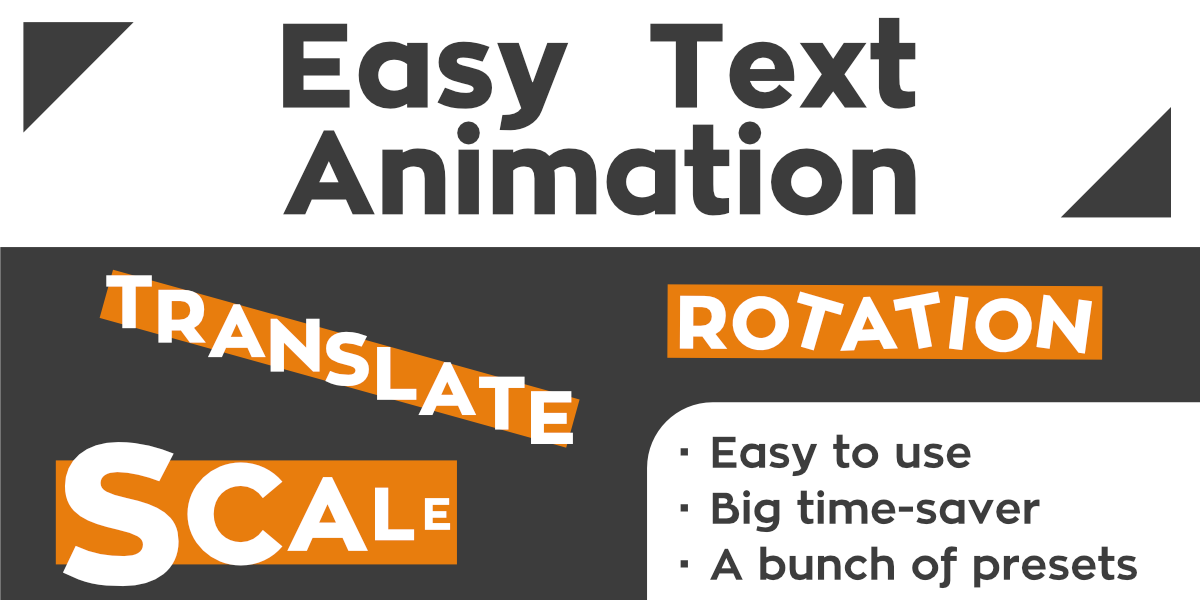 Easy Text
Animation
TRANSLATE
ROTATION
SCALE
· Easy to use
· Big time-saver
· A bunch of presets